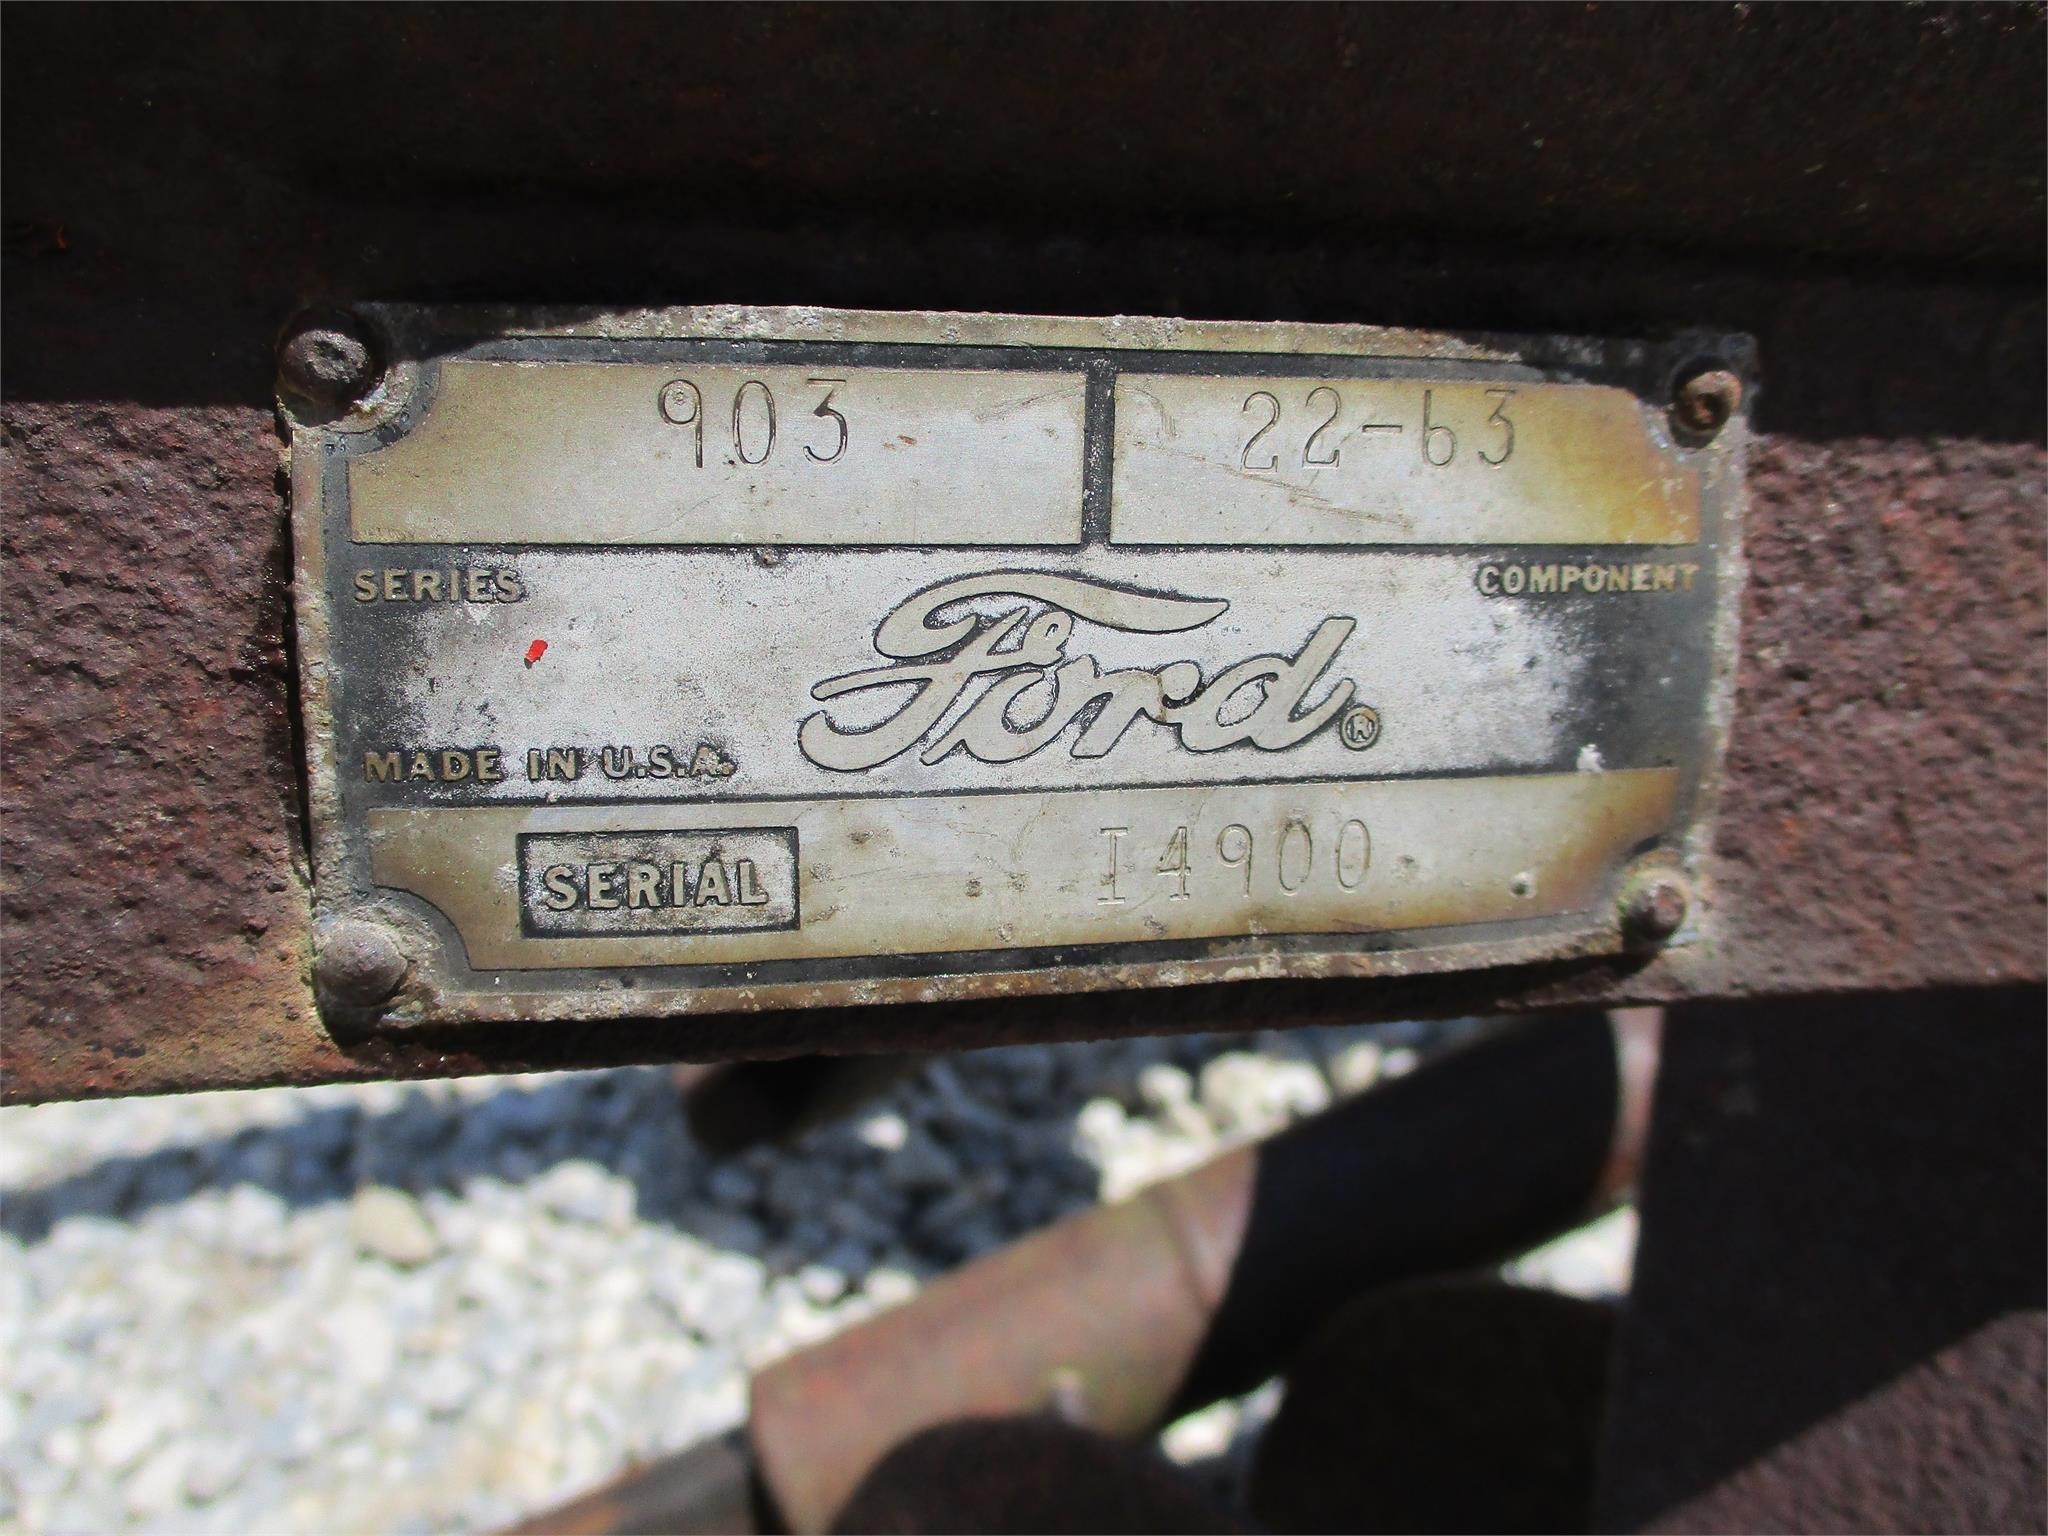 903 22-63
SERIES COMPONENT
Ford®
MADE IN U.S.A.
SERIAL I4900